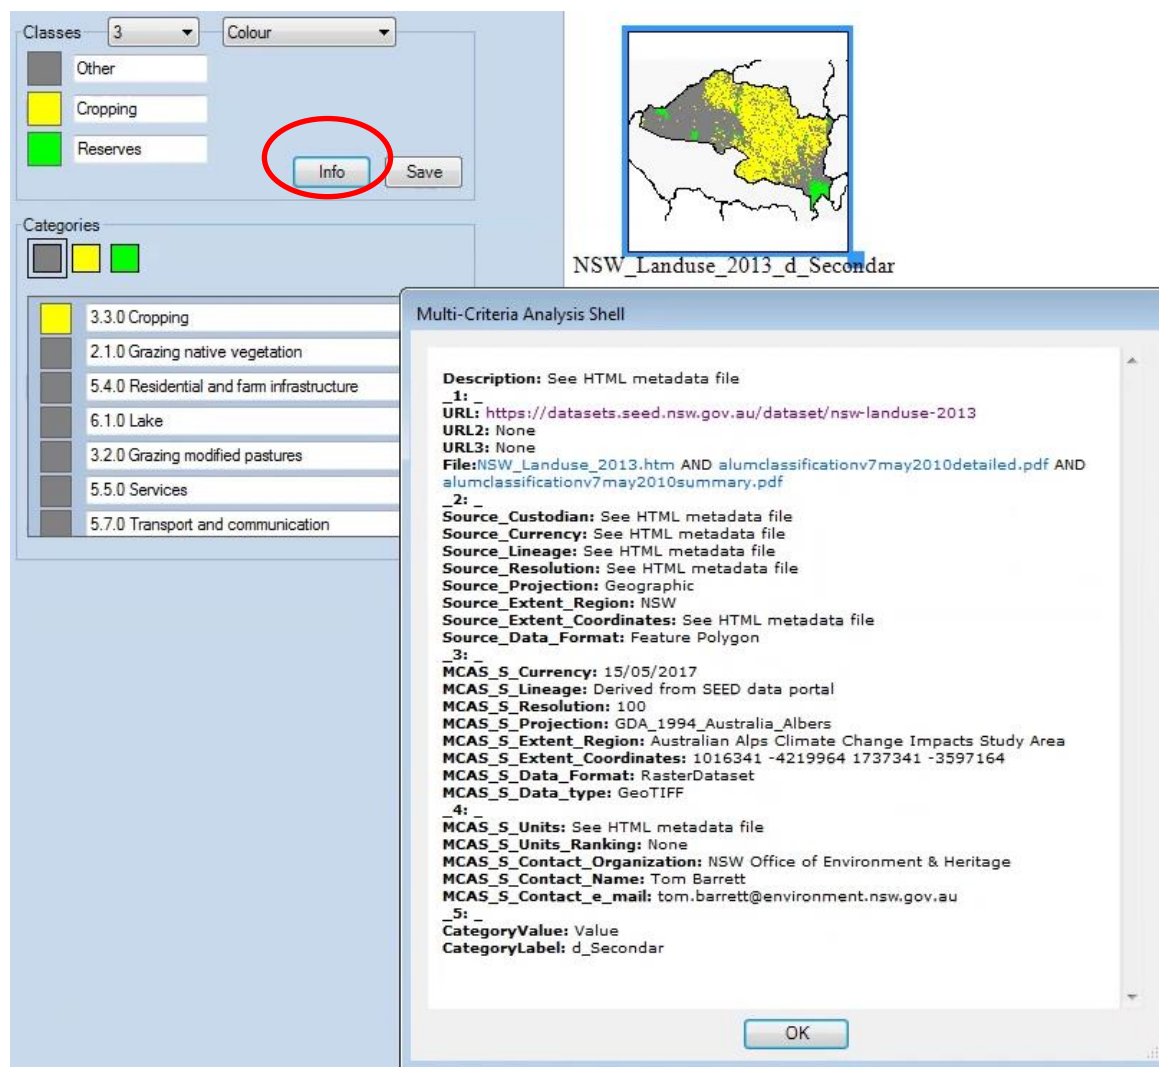 Classes 3 Colour
Other
Cropping
Reserves
Info Save
Categories
3.3.0 Cropping
2.1.0 Grazing native vegetation
5.4.0 Residential and farm infrastructure
6.1.0 Lake
3.2.0 Grazing modified pastures
5.5.0 Services
5.7.0 Transport and communication
NSW_Landuse_2013_d_Secondar
Multi-Criteria Analysis Shell
Description: See HTML metadata file
_1: _
URL: https://datasets.seed.nsw.gov.au/dataset/nsw-landuse-2013
URL2: None
URL3: None
File:NSW_Landuse_2013.htm AND alumclassificationv7may2010detailed.pdf AND
alumclassificationv7may2010summary.pdf
_2: _
Source_Custodian: See HTML metadata file
Source_Currency: See HTML metadata file
Source_Lineage: See HTML metadata file
Source_Resolution: See HTML metadata file
Source_Projection: Geographic
Source_Extent_Region: NSW
Source_Extent_Coordinates: See HTML metadata file
Source_Data_Format: Feature Polygon
_3: _
MCAS_S_Currency: 15/05/2017
MCAS_S_Lineage: Derived from SEED data portal
MCAS_S_Resolution: 100
MCAS_S_Projection: GDA_1994_Australia_Albers
MCAS_S_Extent_Region: Australian Alps Climate Change Impacts Study Area
MCAS_S_Extent_Coordinates: 1016341 -4219964 1737341 -3597164
MCAS_S_Data_Format: RasterDataset
MCAS_S_Data_type: GeoTIFF
_4: _
MCAS_S_Units: See HTML metadata file
MCAS_S_Units_Ranking: None
MCAS_S_Contact_Organization: NSW Office of Environment & Heritage
MCAS_S_Contact_Name: Tom Barrett
MCAS_S_Contact_e_mail: tom.barrett@environment.nsw.gov.au
_5: _
CategoryValue: Value
CategoryLabel: d_Secondar
OK